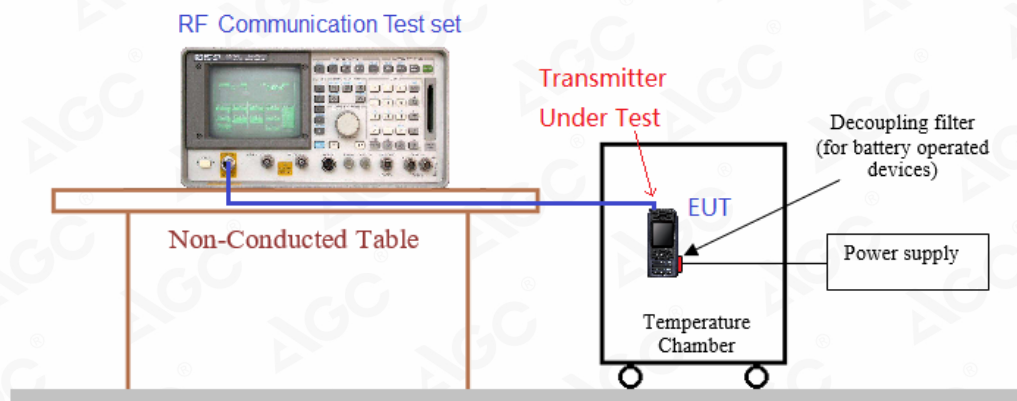 RF Communication Test set
Transmitter
Under Test
Decoupling filter
(for battery operated
devices)
EUT
Non-Conducted Table
Power supply
Temperature
Chamber
AGC